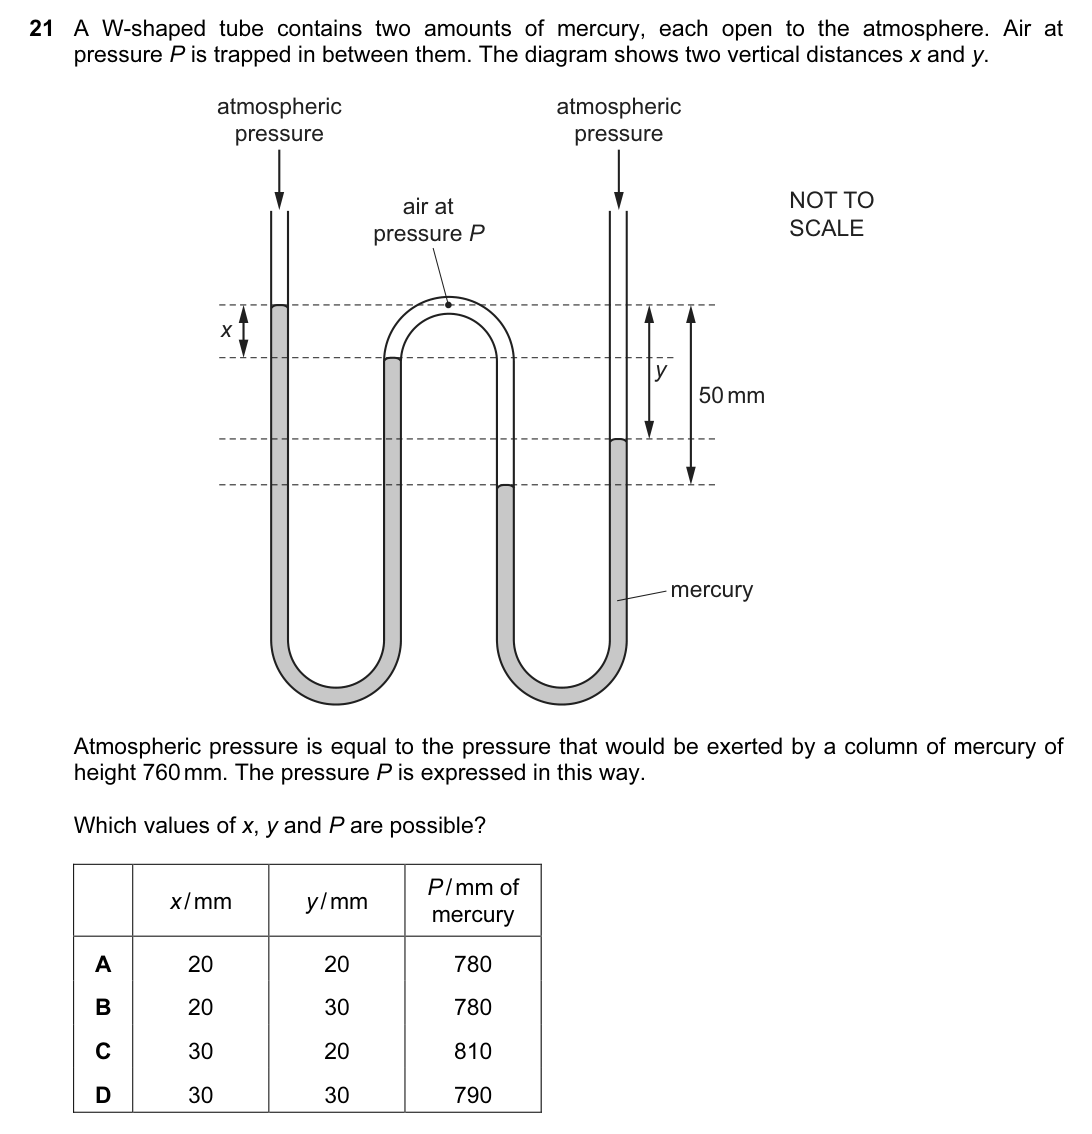 21 A W-shaped tube contains two amounts of mercury, each open to the atmosphere. Air at
pressure P is trapped in between them. The diagram shows two vertical distances x and y.
atmospheric
pressure
atmospheric
pressure
air at
pressure P
NOT TO
SCALE
x
y
50 mm
mercury
Atmospheric pressure is equal to the pressure that would be exerted by a column of mercury of
height 760 mm. The pressure P is expressed in this way.
Which values of x, y and P are possible?
x/mm y/mm P/mm of
mercury
A 20 20 780
B 20 30 780
C 30 20 810
D 30 30 790